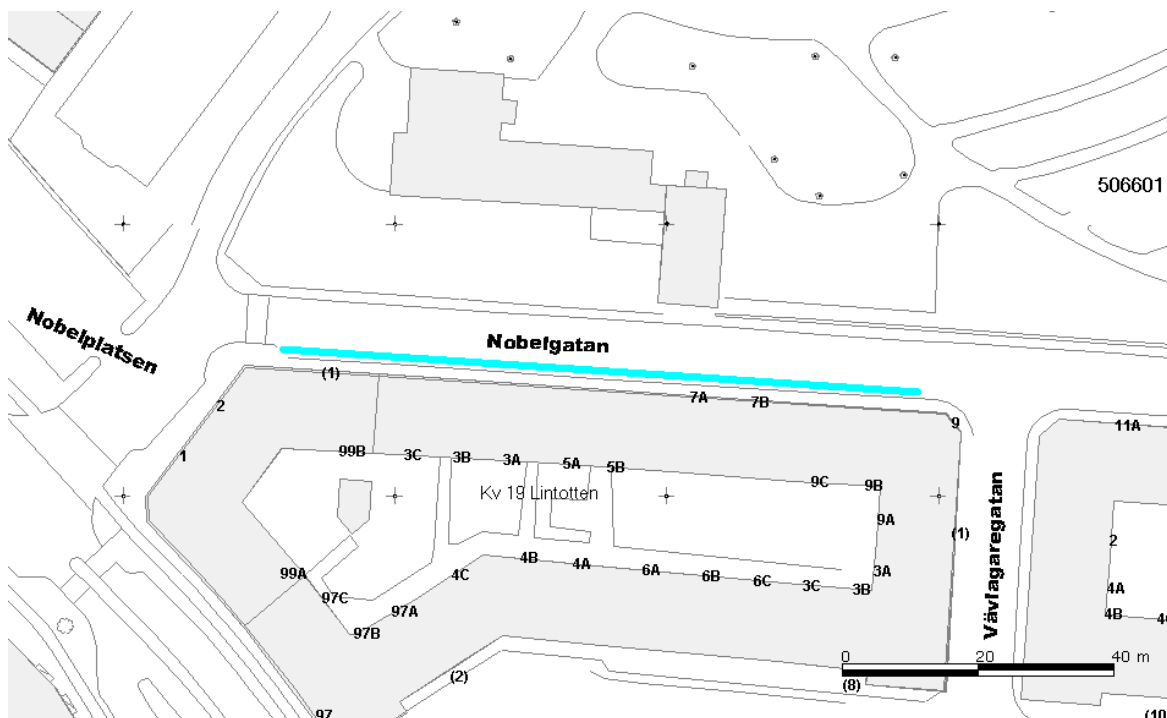 506601
Nobelplatsen
Nobelgatan
(1)
7A
7B
2
9
11A
1
99B
3C
3B
3A
5A
5B
9C
9B
Kv 19 Lintotten
9A
(1)
Vävlagaregatan
2
99A
4C
4B
4A
6A
6B
6C
3C
3B
3A
4A
4B
97C
97A
97B
0
20
40 m
(2)
(8)
97